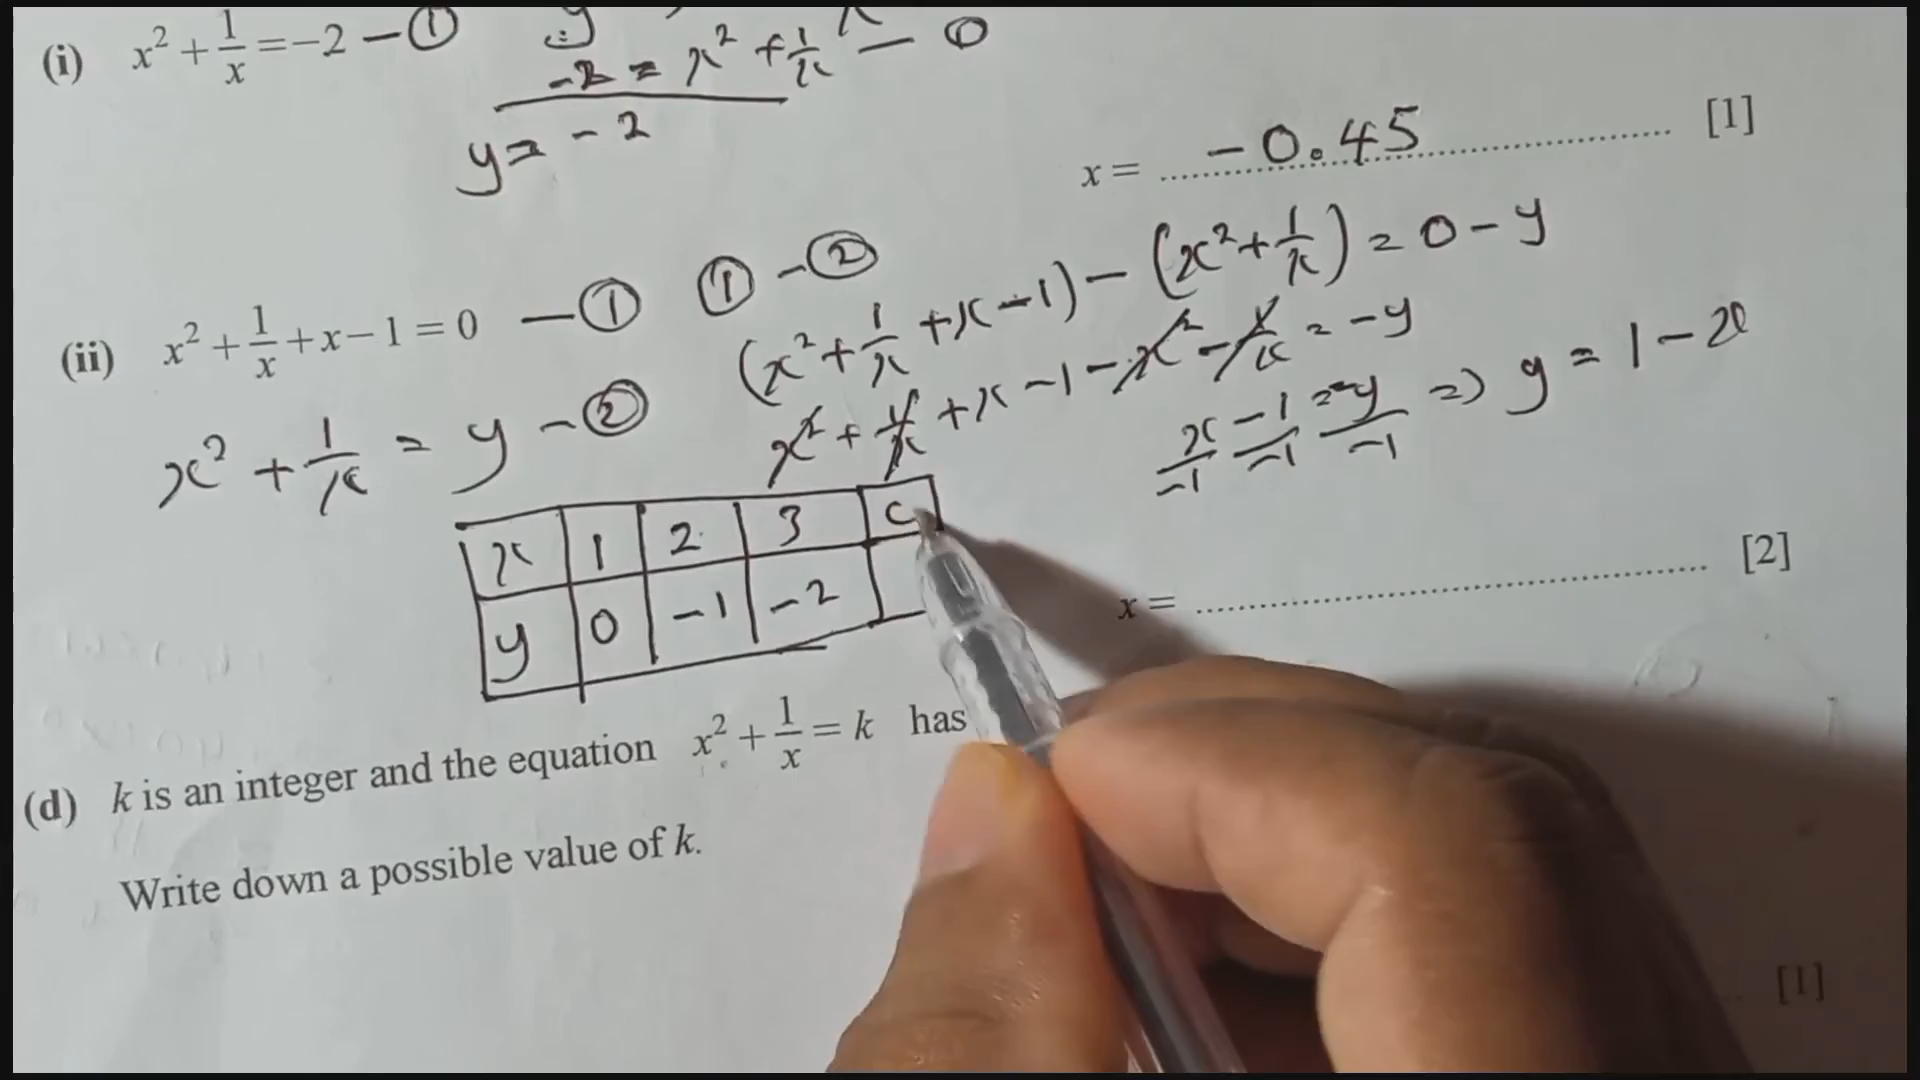 (i) x² + 1/x = −2 − ①
-2 = x² + 1/x − ①
y = -2
x = -0.45 [1]
(ii) x² + 1/x + x − 1 = 0 − ① ① - ②
(x² + 1/x + x - 1) - (x² + 1/x) = 0 - y
x² + 1/x = y - ②
x² + 1/x + x - 1 - x² - 1/x = -y
x/-1 - 1/-1 = -y/-1 => y = 1 - x
x 1 2 3
y 0 -1 -2
x = [2]
(d) k is an integer and the equation x² + 1/x = k has
Write down a possible value of k.
[1]